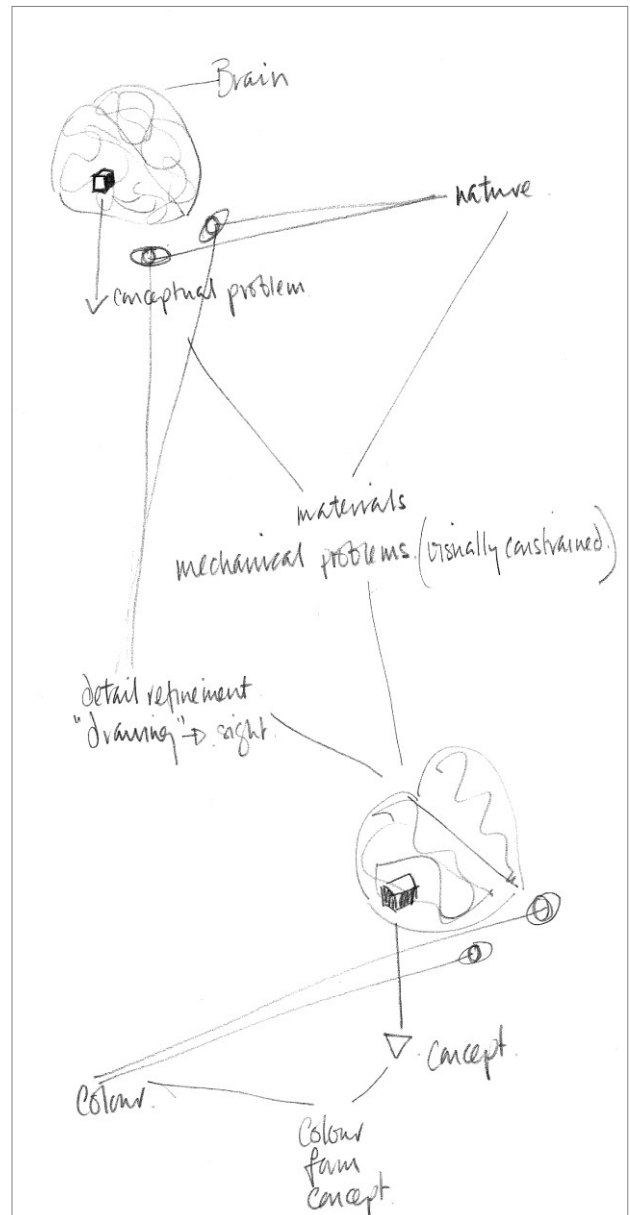 Brain
nature.
conceptual problem
materials
mechanical problems. (visually constrained.)
detail refinement.
"drawing" → sight.
concept.
Colour.
Colour
form
concept.